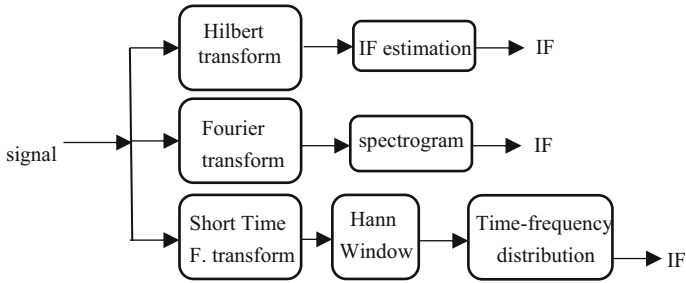 signal
Hilbert
transform
IF estimation
IF
Fourier
transform
spectrogram
IF
Short Time
F. transform
Hann
Window
Time-frequency
distribution
IF